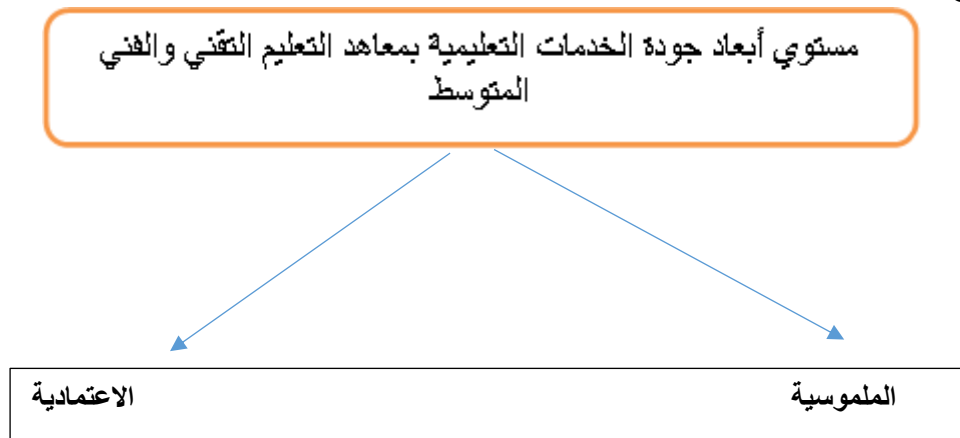 مستوي أبعاد جودة الخدمات التعليمية بمعاهد التعليم التقني والفني
المتوسط
الملموسية
الاعتمادية